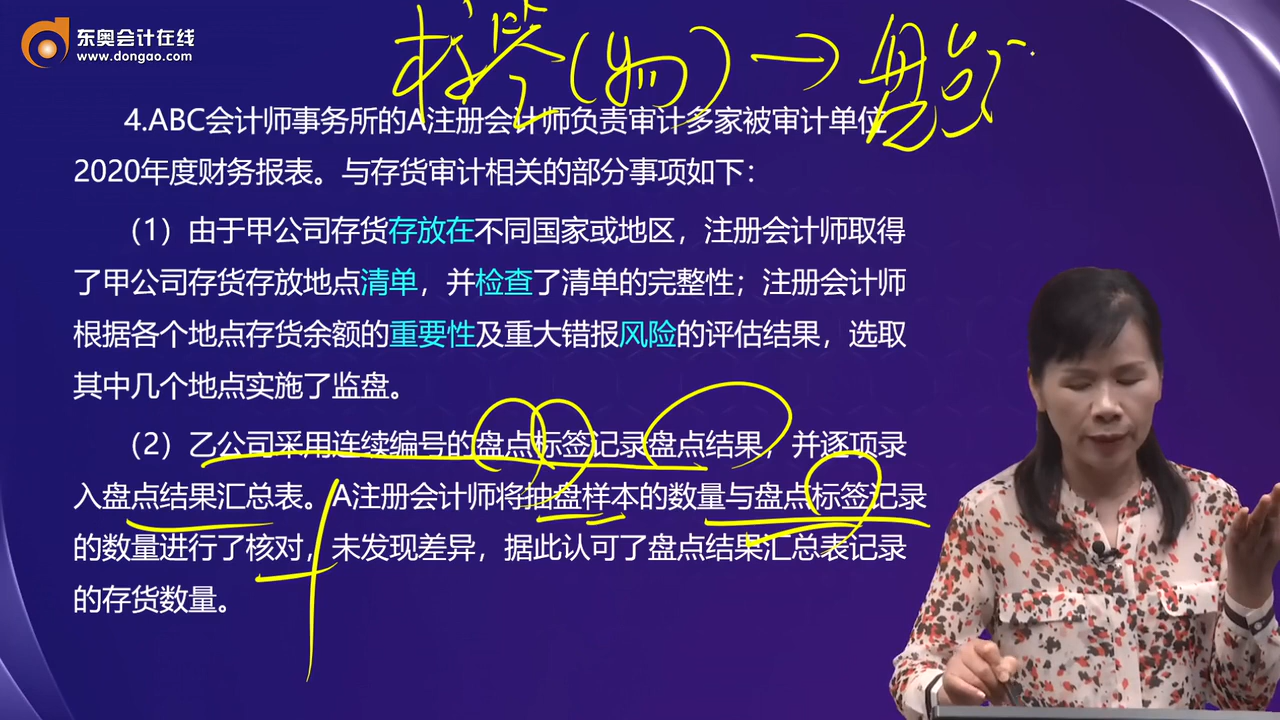 东奥会计在线
www.dongao.com
4.ABC会计师事务所的A注册会计师负责审计多家被审计单位
2020年度财务报表。与存货审计相关的部分事项如下：
（1）由于甲公司存货存放在不同国家或地区，注册会计师取得
了甲公司存货存放地点清单，并检查了清单的完整性；注册会计师
根据各个地点存货余额的重要性及重大错报风险的评估结果，选取
其中几个地点实施了监盘。
（2）乙公司采用连续编号的盘点标签记录盘点结果，并逐项录
入盘点结果汇总表。A注册会计师将抽盘样本的数量与盘点标签记录
的数量进行了核对，未发现差异，据此认可了盘点结果汇总表记录
的存货数量。